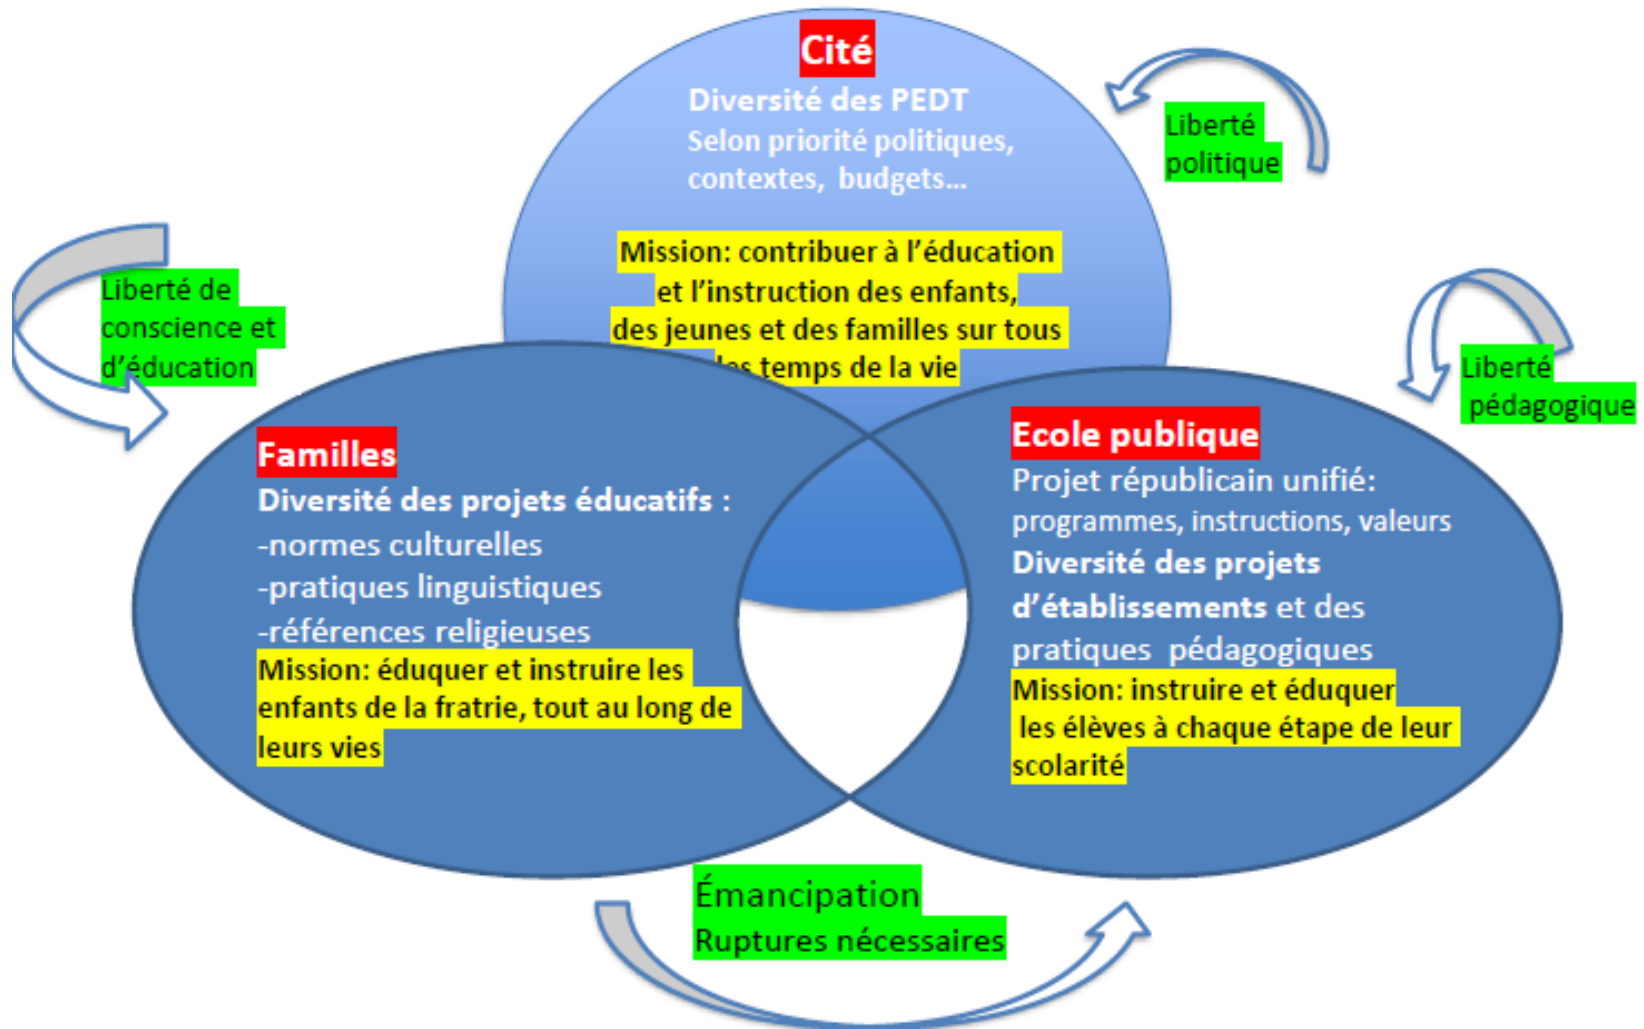 Cité
Diversité des PEDT
Selon priorité politiques,
contextes, budgets...
Mission: contribuer à l'éducation
et l'instruction des enfants,
des jeunes et des familles sur tous
temps de la vie
Liberté
politique
Liberté de
conscience et
d'éducation
Liberté
pédagogique
Familles
Diversité des projets éducatifs :
-normes culturelles
-pratiques linguistiques
-références religieuses
Mission: éduquer et instruire les
enfants de la fratrie, tout au long de
leurs vies
Ecole publique
Projet républicain unifié:
programmes, instructions, valeurs
Diversité des projets
d'établissements et des
pratiques pédagogiques
Mission: instruire et éduquer
les élèves à chaque étape de leur
scolarité
Émancipation
Ruptures nécessaires